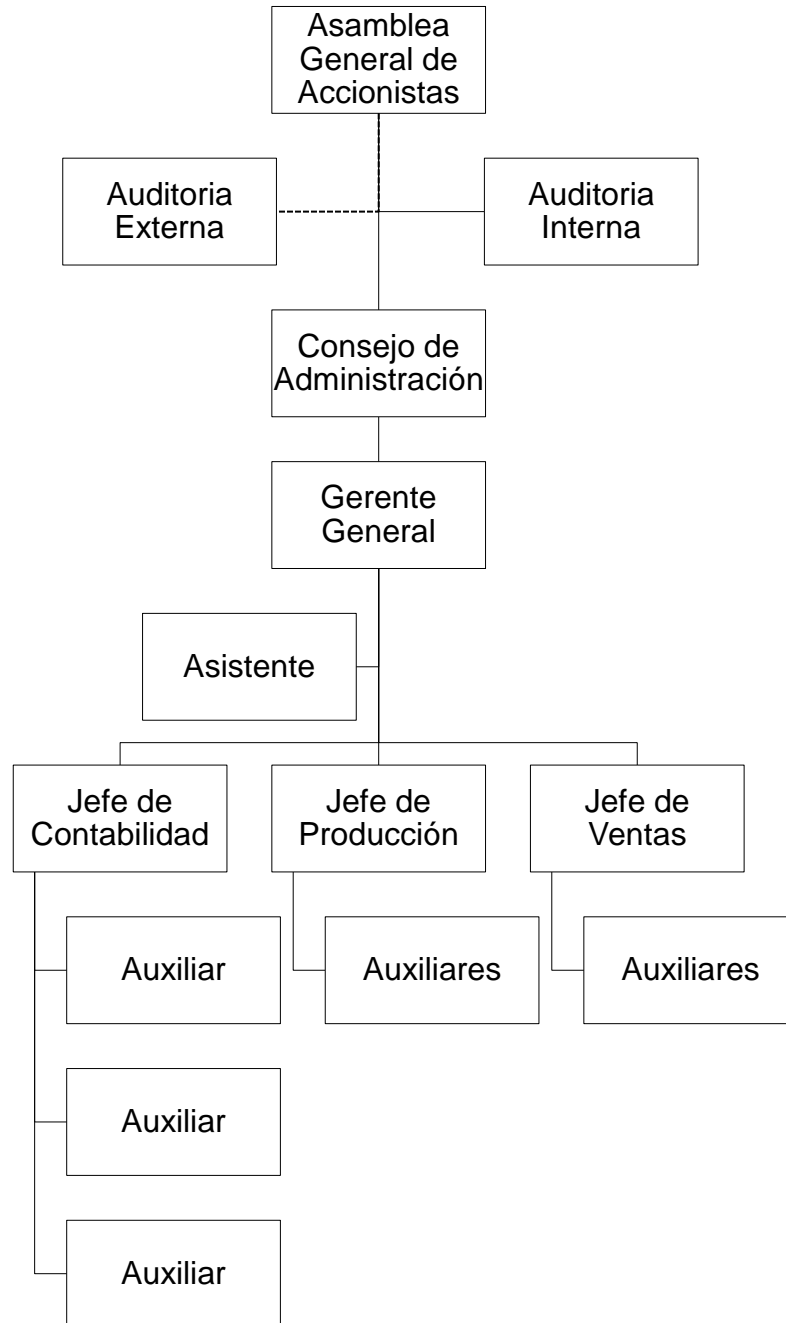 Asamblea
General de
Accionistas
Auditoria
Externa
Auditoria
Interna
Consejo de
Administración
Gerente
General
Asistente
Jefe de
Contabilidad
Jefe de
Producción
Jefe de
Ventas
Auxiliar
Auxiliares
Auxiliares
Auxiliar
Auxiliar